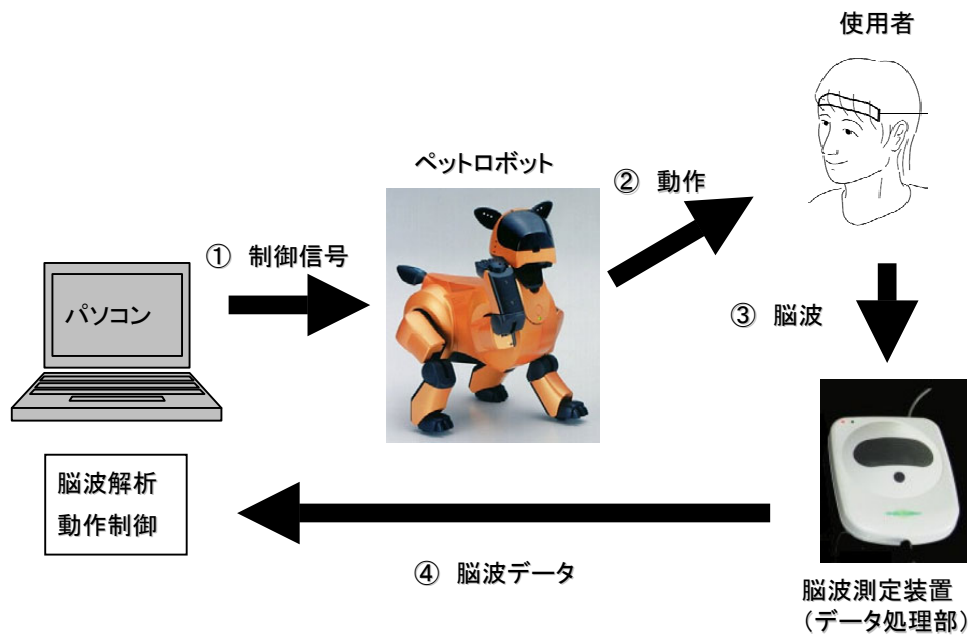 使用者
ペットロボット
② 動作
① 制御信号
パソコン
③ 脳波
脳波解析
動作制御
④ 脳波データ
脳波測定装置
（データ処理部）